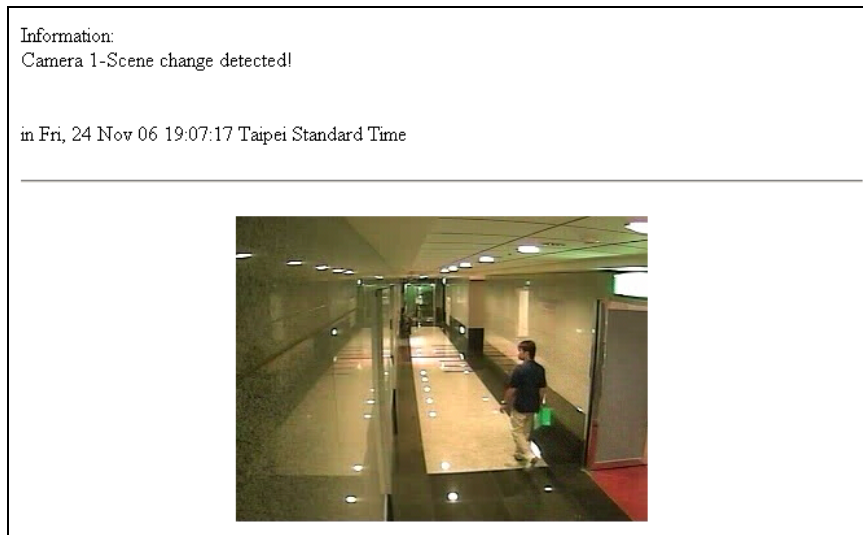 Information:
Camera 1-Scene change detected!
in Fri, 24 Nov 06 19:07:17 Taipei Standard Time